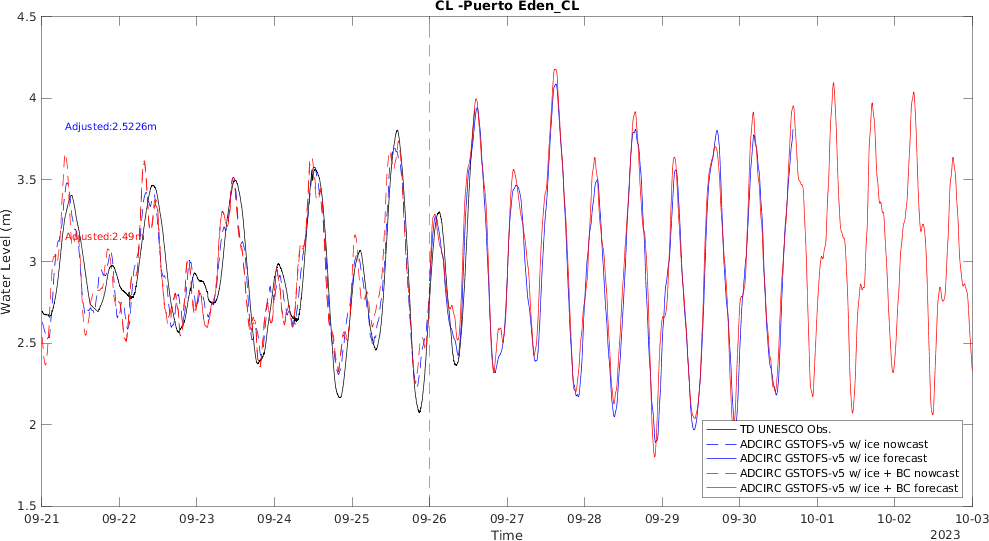 CL -Puerto Eden_CL
4.5
4
3.5
3
2.5
2
1.5
Water Level (m)
Adjusted:2.5226m
Adjusted:2.49m
TD UNESCO Obs.
ADCIRC GSTOFS-v5 w/ ice nowcast
ADCIRC GSTOFS-v5 w/ ice forecast
ADCIRC GSTOFS-v5 w/ ice + BC nowcast
ADCIRC GSTOFS-v5 w/ ice + BC forecast
09-21 09-22 09-23 09-24 09-25 09-26 09-27 09-28 09-29 09-30 10-01 10-02 10-03
Time
2023